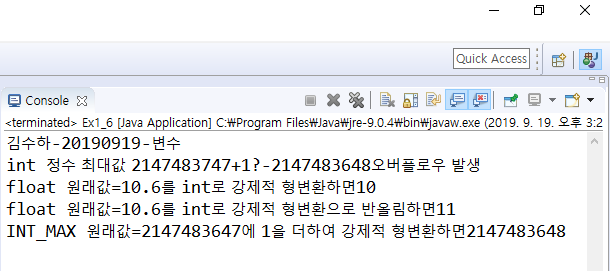 Quick Access
Console
<terminated> Ex1_6 [Java Application] C:₩Program Files₩Java₩jre-9.0.4₩bin₩javaw.exe (2019. 9. 19. 오후 3:2
김수하-20190919-변수
int 정수 최대값 2147483747+1?-2147483648오버플로우 발생
float 원래값=10.6를 int로 강제적 형변환하면10
float 원래값=10.6를 int로 강제적 형변환으로 반올림하면11
INT_MAX 원래값=2147483647에 1을 더하여 강제적 형변환하면2147483648